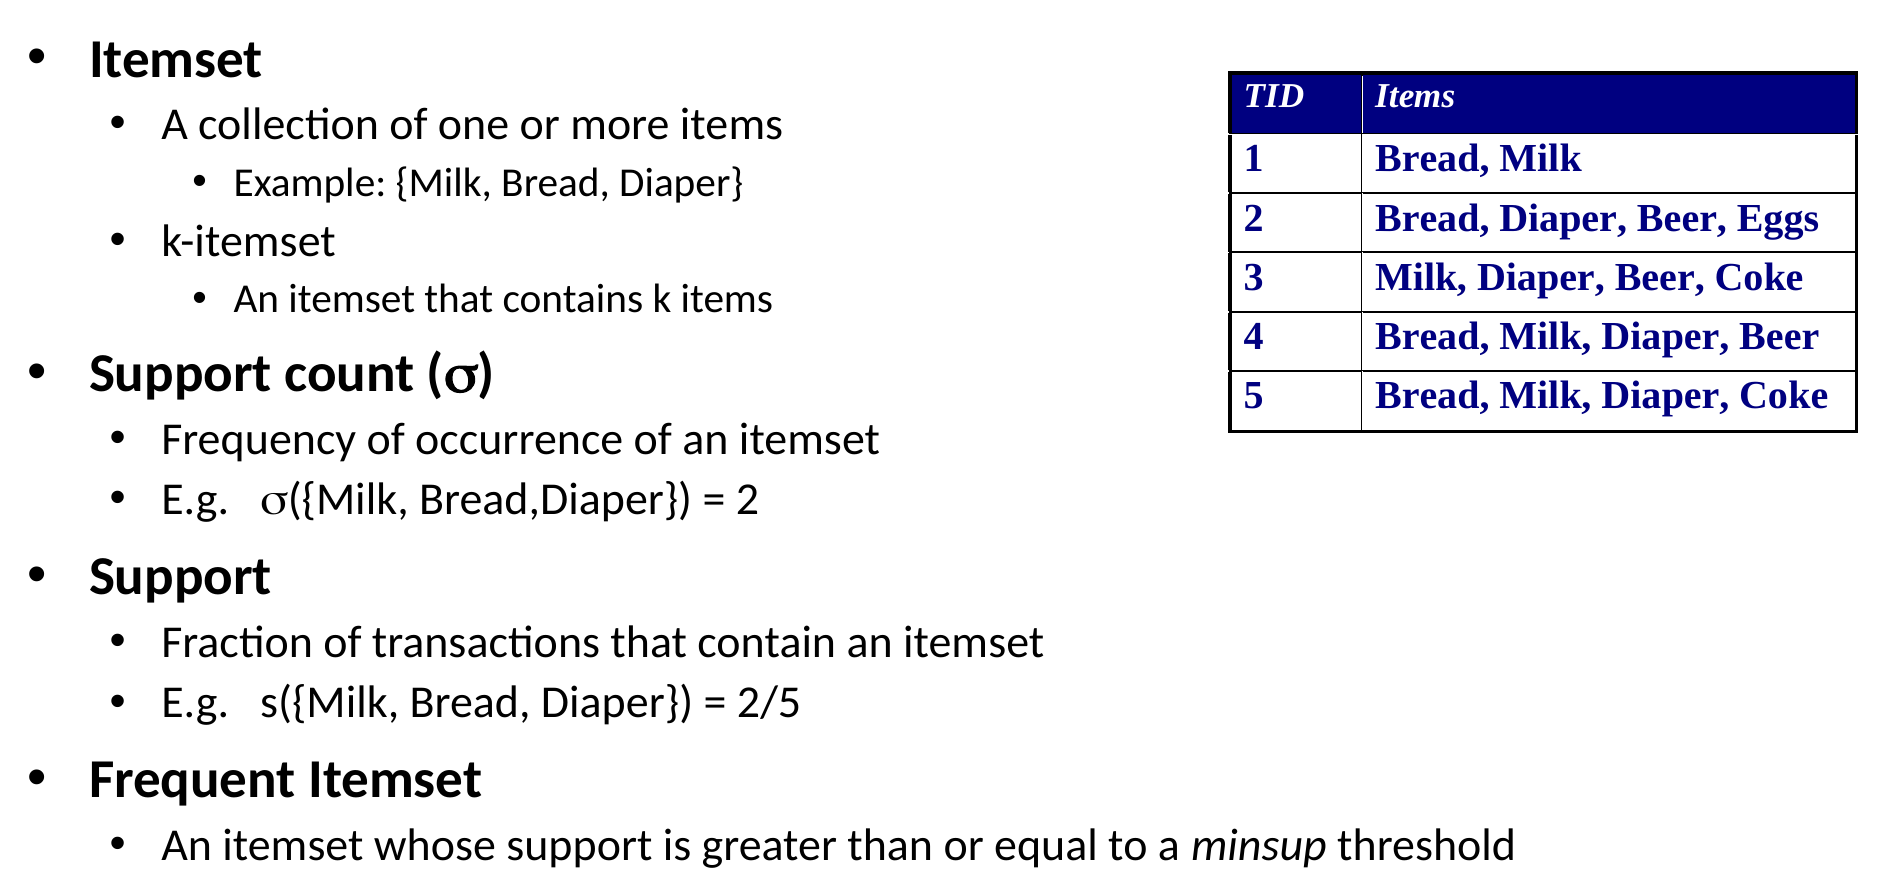 • Itemset
• A collection of one or more items
• Example: {Milk, Bread, Diaper}
• k-itemset
• An itemset that contains k items
• Support count (σ)
• Frequency of occurrence of an itemset
• E.g. σ({Milk, Bread,Diaper}) = 2
• Support
• Fraction of transactions that contain an itemset
• E.g. s({Milk, Bread, Diaper}) = 2/5
• Frequent Itemset
• An itemset whose support is greater than or equal to a minsup threshold
TID Items
1 Bread, Milk
2 Bread, Diaper, Beer, Eggs
3 Milk, Diaper, Beer, Coke
4 Bread, Milk, Diaper, Beer
5 Bread, Milk, Diaper, Coke